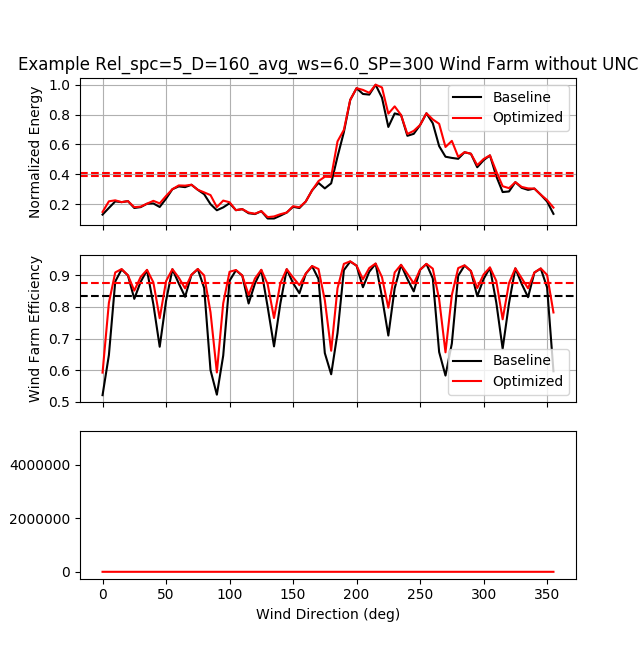 Example Rel_spc=5_D=160_avg_ws=6.0_SP=300 Wind Farm without UNC
1.0
0.8
0.6
0.4
0.2
Normalized Energy
Baseline
Optimized
0.9
0.8
0.7
0.6
0.5
Wind Farm Efficiency
Baseline
Optimized
4000000
2000000
0
0 50 100 150 200 250 300 350
Wind Direction (deg)